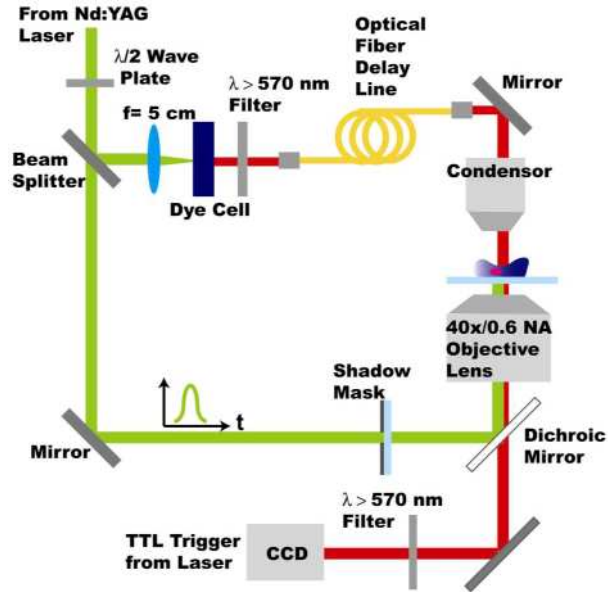 From Nd:YAG
Laser
λ/2 Wave
Plate
f= 5 cm
λ > 570 nm
Filter
Optical
Fiber
Delay
Line
Mirror
Beam
Splitter
Dye Cell
Condensor
40x/0.6 NA
Objective
Lens
Shadow
Mask
t
Mirror
Dichroic
Mirror
λ > 570 nm
Filter
TTL Trigger
from Laser
CCD